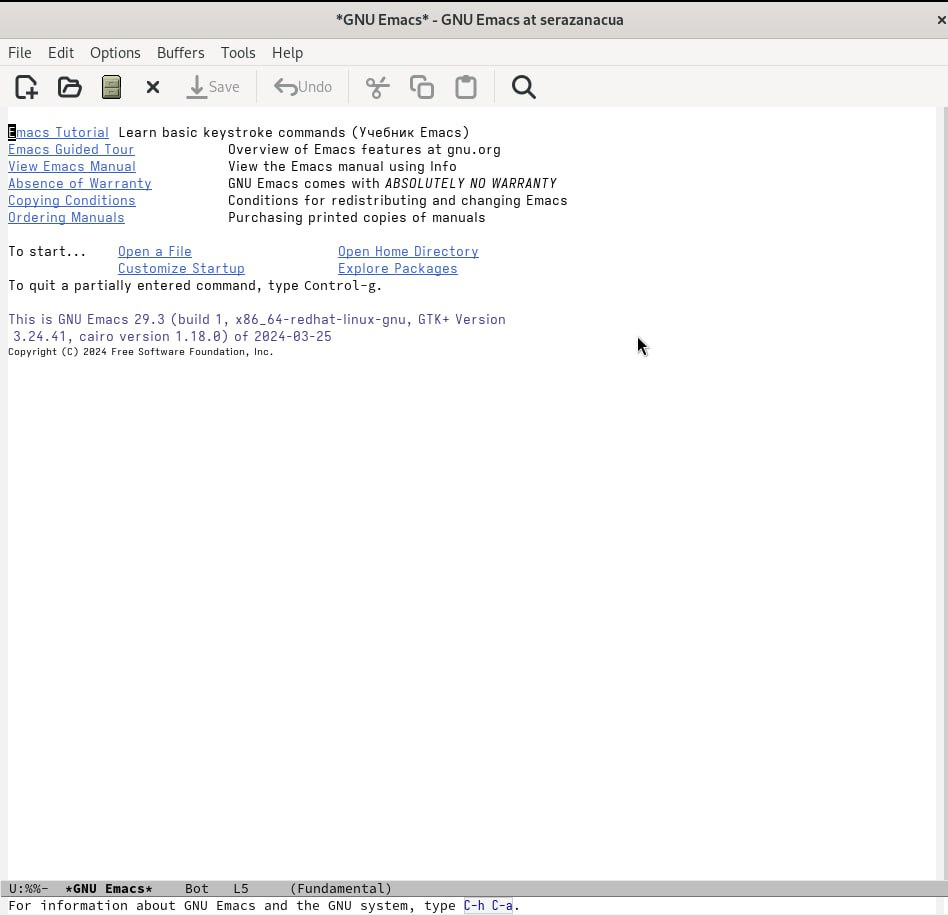 *GNU Emacs* - GNU Emacs at serazanacua
File Edit Options Buffers Tools Help
Save Undo
Emacs Tutorial Learn basic keystroke commands (Учебник Emacs)
Emacs Guided Tour Overview of Emacs features at gnu.org
View Emacs Manual View the Emacs manual using Info
Absence of Warranty GNU Emacs comes with ABSOLUTELY NO WARRANTY
Copying Conditions Conditions for redistributing and changing Emacs
Ordering Manuals Purchasing printed copies of manuals
To start... Open a File Open Home Directory
Customize Startup Explore Packages
To quit a partially entered command, type Control-g.
This is GNU Emacs 29.3 (build 1, x86_64-redhat-linux-gnu, GTK+ Version
3.24.41, cairo version 1.18.0) of 2024-03-25
Copyright (C) 2024 Free Software Foundation, Inc.
U:%%- *GNU Emacs* Bot L5 (Fundamental)
For information about GNU Emacs and the GNU system, type C-h C-a.